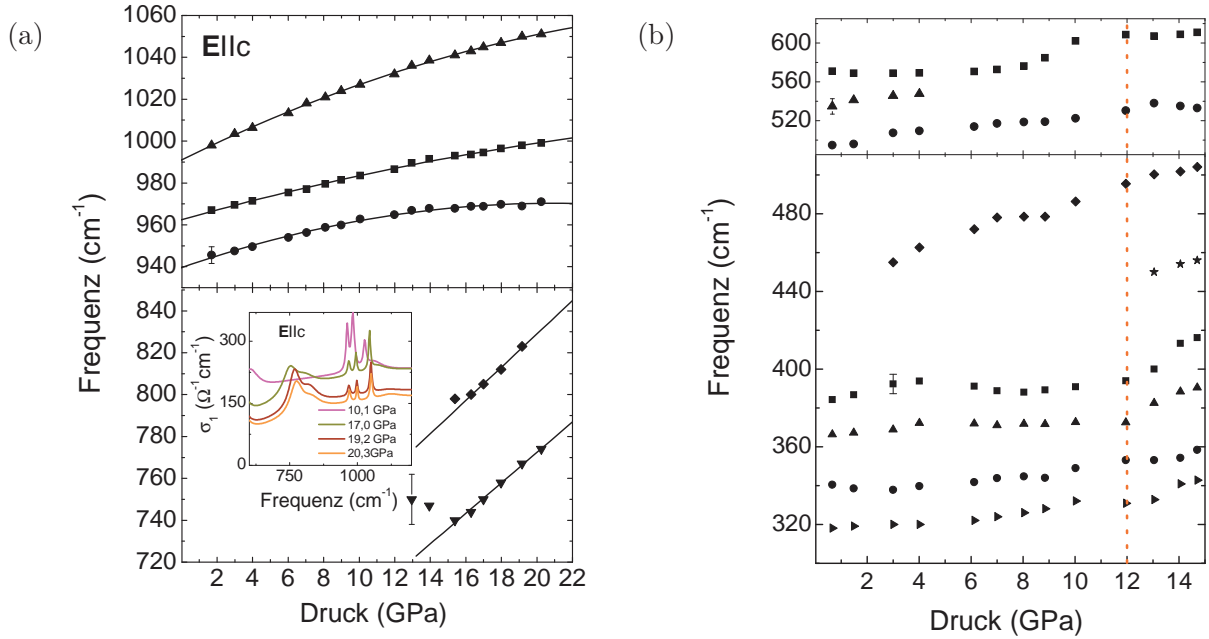 (a)
1060
1040
1020
1000
980
960
940
E||c
840
820
800
780
760
740
720
Frequenz (cm⁻¹)
2 4 6 8 10 12 14 16 18 20 22
Druck (GPa)
E||c
300
150
0
σ₁ (Ω⁻¹cm⁻¹)
750 1000
Frequenz (cm⁻¹)
10,1 GPa
17,0 GPa
19,2 GPa
20,3GPa
(b)
600
560
520
480
440
400
360
320
Frequenz (cm⁻¹)
2 4 6 8 10 12 14
Druck (GPa)